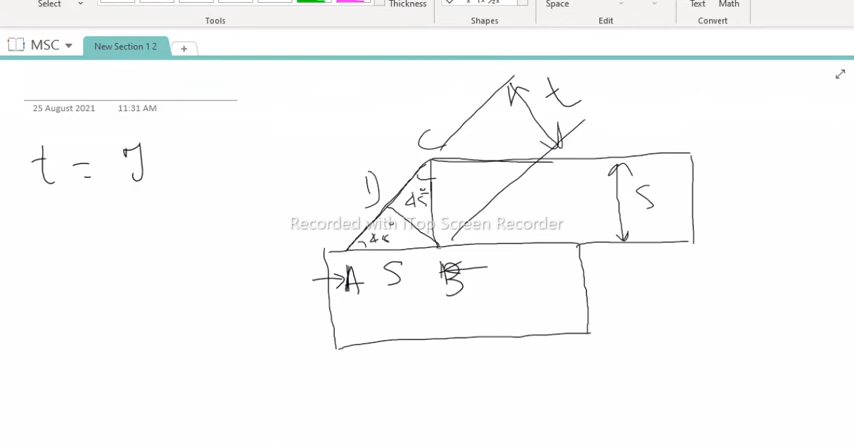 Select
Thickness
Space
Text Math
Tools
Shapes
Edit
Convert
MSC
New Section 1 2
+
25 August 2021 11:31 AM
t
C
t =
D
45°
S
Recorded with iTop Screen Recorder
45°
A S B